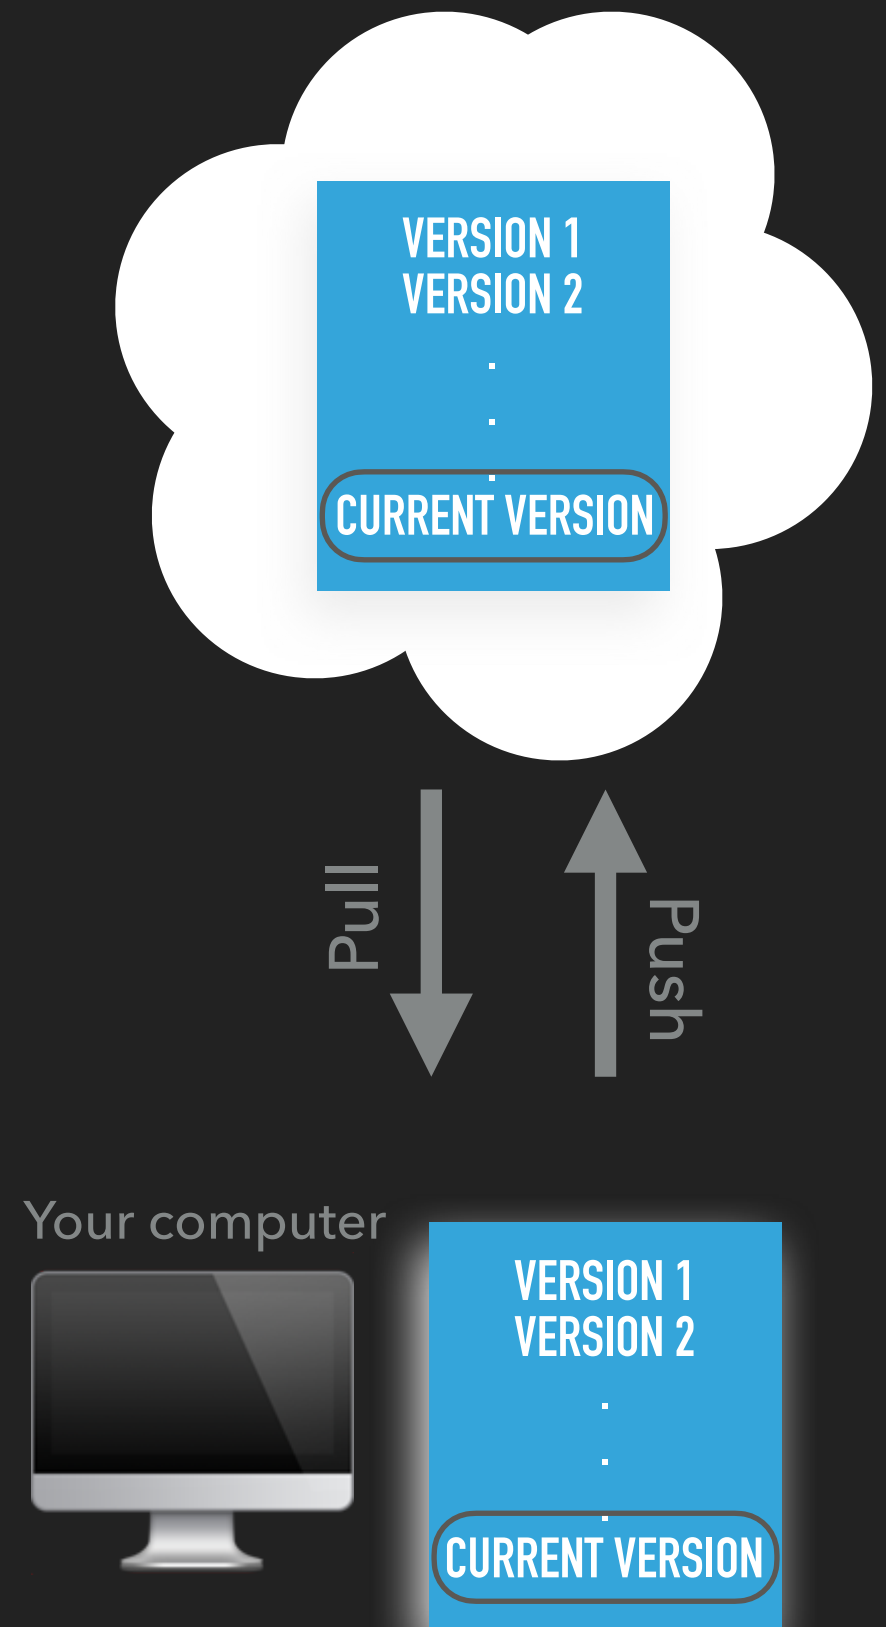 VERSION 1
VERSION 2
.
.
.
CURRENT VERSION
Pull
Push
Your computer
VERSION 1
VERSION 2
.
.
.
CURRENT VERSION